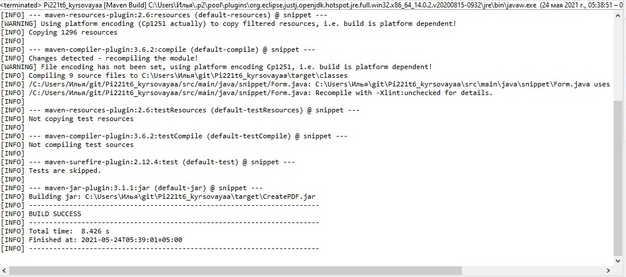 <terminated> Pi221t6_kyrsovayaa [Maven Build] C:\Users\Илья\.p2\pool\plugins\org.eclipse.justj.openjdk.hotspot.jre.full.win32.x86_64_14.0.2.v20200815-0932\jre\bin\javaw.exe (24 мая 2021 г., 05:38:51 – 0
[INFO] --- maven-resources-plugin:2.6:resources (default-resources) @ snippet ---
[WARNING] Using platform encoding (Cp1251 actually) to copy filtered resources, i.e. build is platform dependent!
[INFO] Copying 1296 resources
[INFO]
[INFO] --- maven-compiler-plugin:3.6.2:compile (default-compile) @ snippet ---
[INFO] Changes detected - recompiling the module!
[WARNING] File encoding has not been set, using platform encoding Cp1251, i.e. build is platform dependent!
[INFO] Compiling 9 source files to C:\Users\Илья\git\Pi221t6_kyrsovayaa\target\classes
[INFO] /C:/Users/Илья/git/Pi221t6_kyrsovayaa/src/main/java/snippet/Form.java: C:\Users\Илья\git\Pi221t6_kyrsovayaa\src\main\java\snippet\Form.java uses
[INFO] /C:/Users/Илья/git/Pi221t6_kyrsovayaa/src/main/java/snippet/Form.java: Recompile with -Xlint:unchecked for details.
[INFO]
[INFO] --- maven-resources-plugin:2.6:testResources (default-testResources) @ snippet ---
[INFO] Not copying test resources
[INFO]
[INFO] --- maven-compiler-plugin:3.6.2:testCompile (default-testCompile) @ snippet ---
[INFO] Not compiling test sources
[INFO]
[INFO] --- maven-surefire-plugin:2.12.4:test (default-test) @ snippet ---
[INFO] Tests are skipped.
[INFO]
[INFO] --- maven-jar-plugin:3.1.1:jar (default-jar) @ snippet ---
[INFO] Building jar: C:\Users\Илья\git\Pi221t6_kyrsovayaa\target\CreatePDF.jar
[INFO] ------------------------------------------------------------------------
[INFO] BUILD SUCCESS
[INFO] ------------------------------------------------------------------------
[INFO] Total time:  8.426 s
[INFO] Finished at: 2021-05-24T05:39:01+05:00
[INFO] ------------------------------------------------------------------------